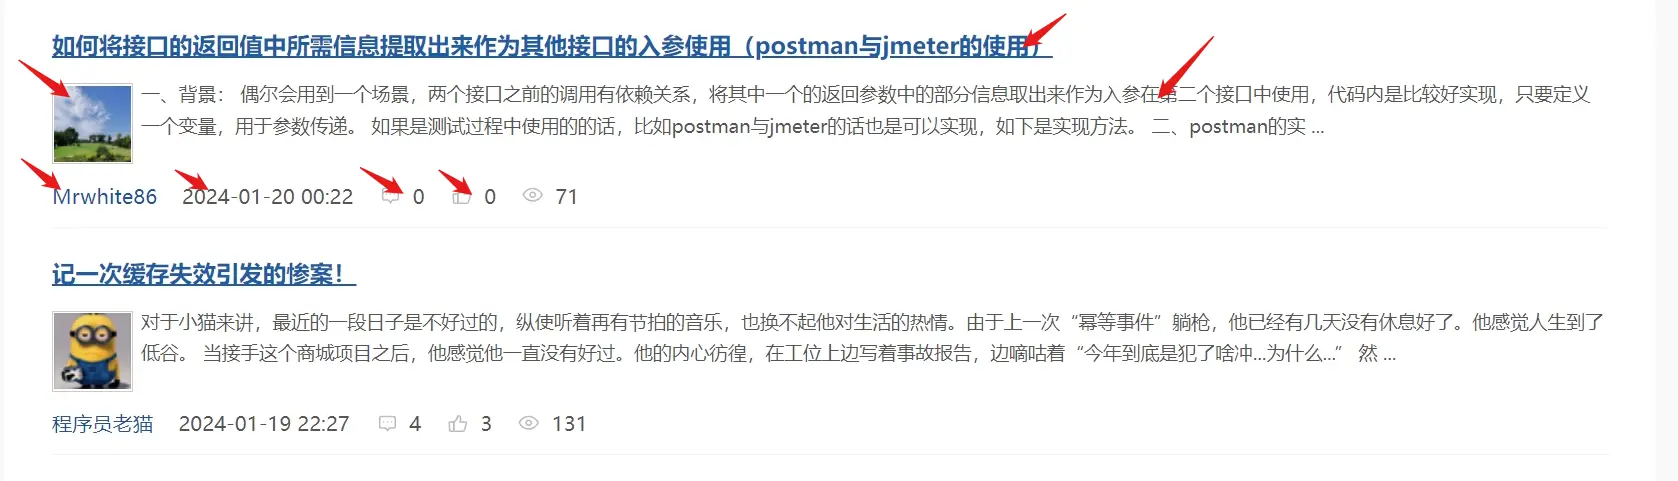 如何将接口的返回值中所需信息提取出来作为其他接口的入参使用（postman与jmeter的使用）
一、背景： 偶尔会用到一个场景，两个接口之前的调用有依赖关系，将其中一个的返回参数中的部分信息取出来作为入参在第二个接口中使用，代码内是比较好实现，只要定义
一个变量，用于参数传递。 如果是测试过程中使用的的话，比如postman与jmeter的话也是可以实现，如下是实现方法。 二、postman的实 ...
Mrwhite86 2024-01-20 00:22 0 0 71
记一次缓存失效引发的惨案！
对于小猫来讲，最近的一段日子是不好过的，纵使听着再有节拍的音乐，也换不起他对生活的热情。由于上一次“幂等事件”躺枪，他已经有几天没有休息好了。他感觉人生到了
低谷。 当接手这个商城项目之后，他感觉他一直没有好过。他的内心彷徨，在工位上边写着事故报告，边嘀咕着“今年到底是犯了啥冲...为什么...” 然 ...
程序员老猫 2024-01-19 22:27 4 3 131